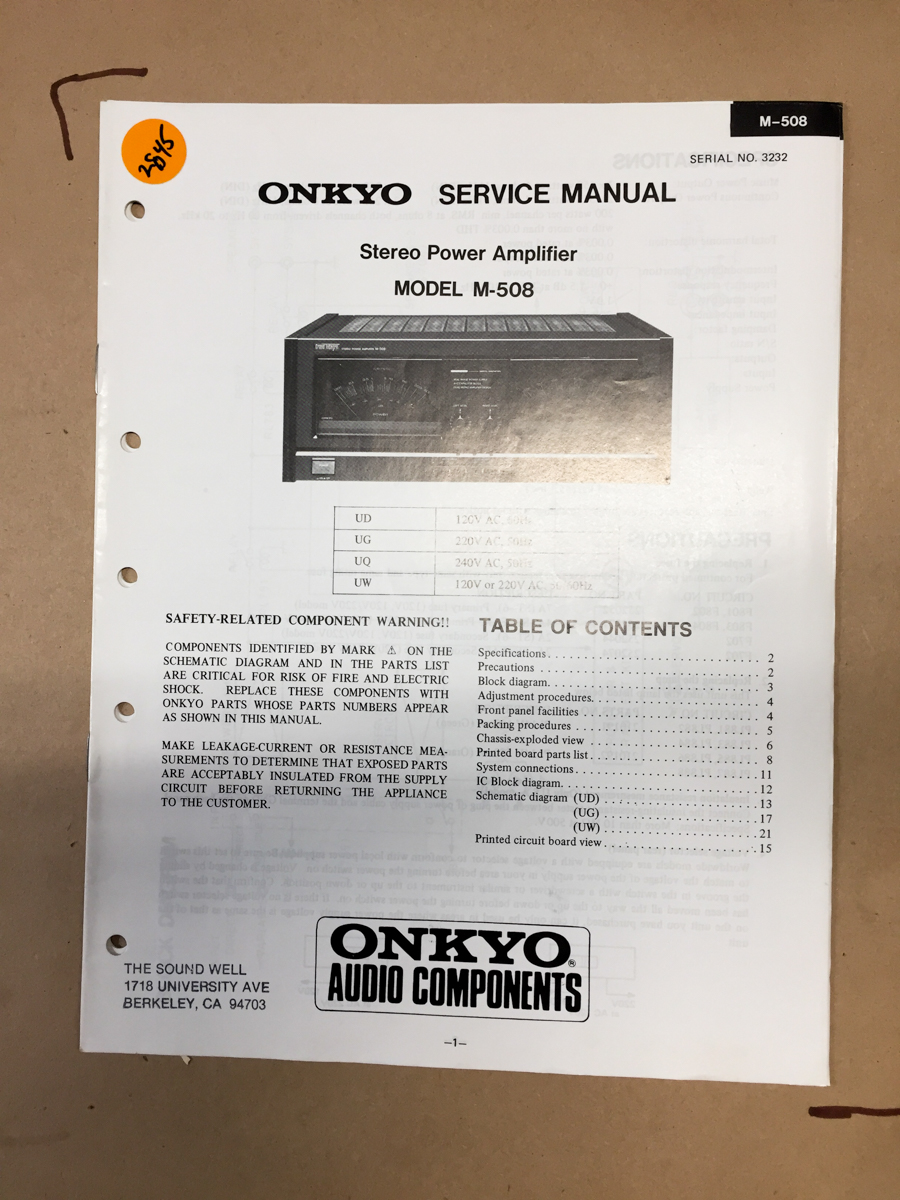 M-508
SERIAL NO. 3232
2845
ONKYO SERVICE MANUAL
Stereo Power Amplifier
MODEL M-508
UD 120V AC, 60Hz
UG 220V AC, 50Hz
UQ 240V AC, 50Hz
UW 120V or 220V AC, 50/60Hz
SAFETY-RELATED COMPONENT WARNING!!
COMPONENTS IDENTIFIED BY MARK ⚠ ON THE
SCHEMATIC DIAGRAM AND IN THE PARTS LIST
ARE CRITICAL FOR RISK OF FIRE AND ELECTRIC
SHOCK. REPLACE THESE COMPONENTS WITH
ONKYO PARTS WHOSE PARTS NUMBERS APPEAR
AS SHOWN IN THIS MANUAL.
MAKE LEAKAGE-CURRENT OR RESISTANCE MEA-
SUREMENTS TO DETERMINE THAT EXPOSED PARTS
ARE ACCEPTABLY INSULATED FROM THE SUPPLY
CIRCUIT BEFORE RETURNING THE APPLIANCE
TO THE CUSTOMER.
TABLE OF CONTENTS
Specifications. . . . . . . . . . . . . . . . . . . . . . . . . . . . 2
Precautions . . . . . . . . . . . . . . . . . . . . . . . . . . . . 2
Block diagram. . . . . . . . . . . . . . . . . . . . . . . . . . . 3
Adjustment procedures. . . . . . . . . . . . . . . . . . . . . 4
Front panel facilities . . . . . . . . . . . . . . . . . . . . . . . 4
Packing procedures . . . . . . . . . . . . . . . . . . . . . . . 5
Chassis-exploded view . . . . . . . . . . . . . . . . . . . . . 6
Printed board parts list . . . . . . . . . . . . . . . . . . . . . 8
System connections . . . . . . . . . . . . . . . . . . . . . . . 11
IC Block diagram. . . . . . . . . . . . . . . . . . . . . . . . . 12
Schematic diagram (UD) . . . . . . . . . . . . . . . . . . . 13
(UG) . . . . . . . . . . . . . . . . . . . 17
(UW) . . . . . . . . . . . . . . . . . . . 21
Printed circuit board view . . . . . . . . . . . . . . . . . . . 15
THE SOUND WELL
1718 UNIVERSITY AVE
BERKELEY, CA 94703
ONKYO®
AUDIO COMPONENTS
–1–